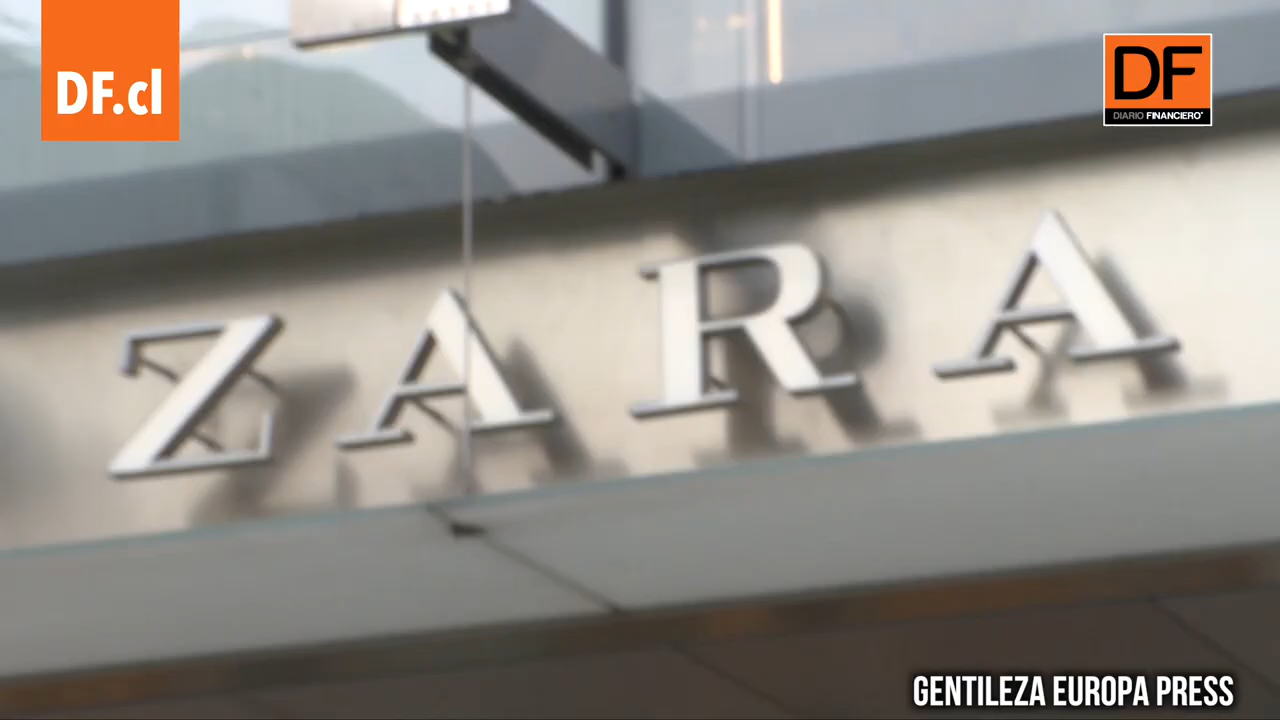 DF.cl
DF
DIARIO FINANCIERO
ZARA
GENTILEZA EUROPA PRESS